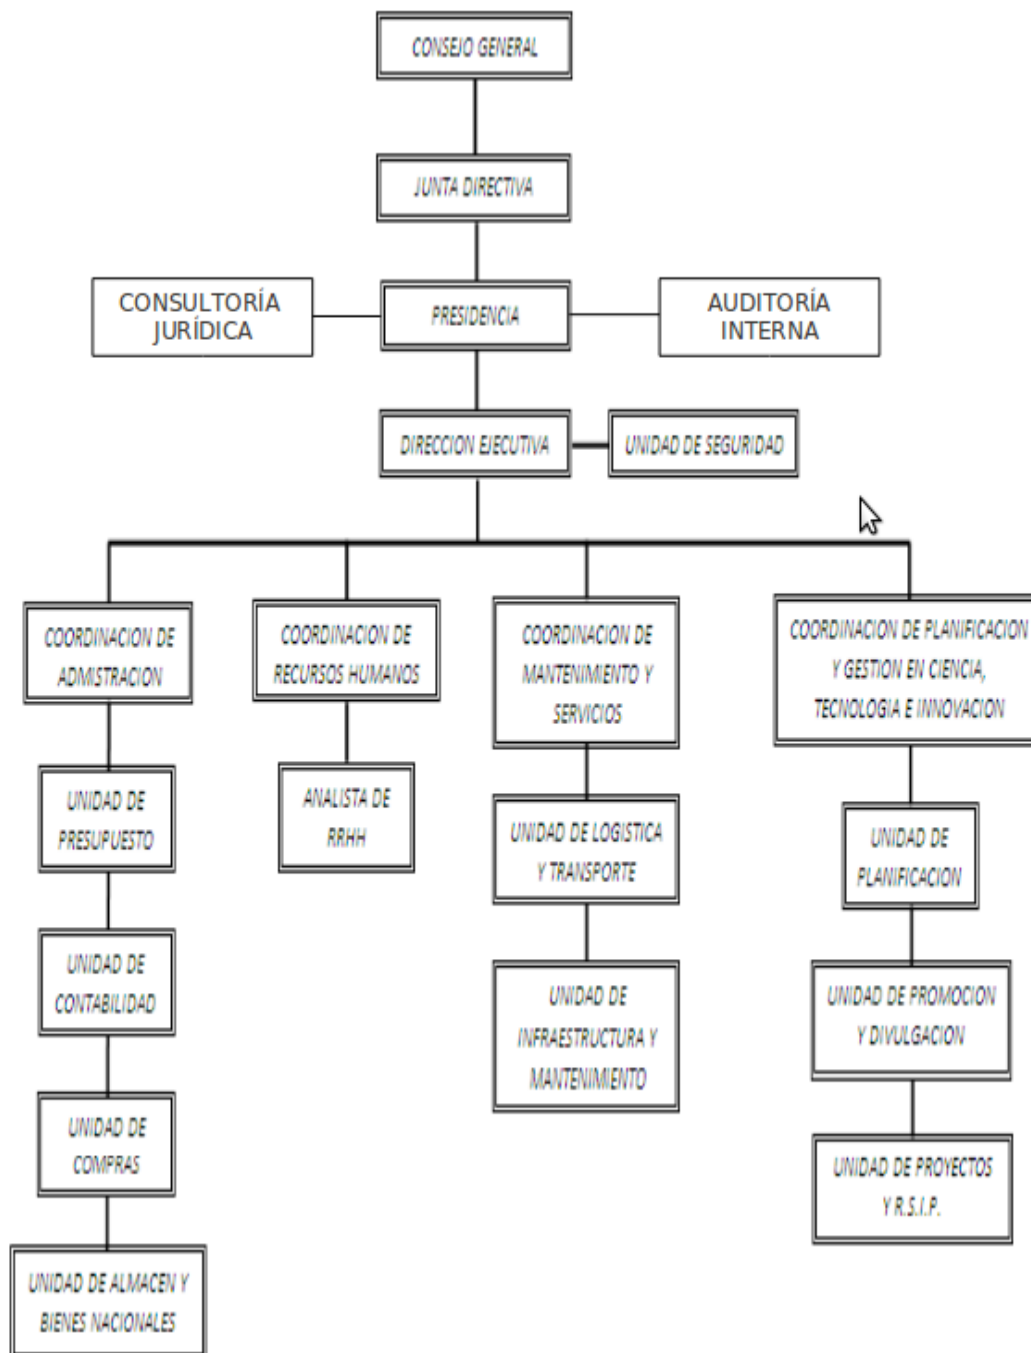 CONSEJO GENERAL
JUNTA DIRECTIVA
CONSULTORÍA
JURÍDICA
PRESIDENCIA
AUDITORÍA
INTERNA
DIRECCION EJECUTIVA
UNIDAD DE SEGURIDAD
COORDINACION DE
ADMISTRACION
UNIDAD DE
PRESUPUESTO
UNIDAD DE
CONTABILIDAD
UNIDAD DE
COMPRAS
UNIDAD DE ALMACEN Y
BIENES NACIONALES
COORDINACION DE
RECURSOS HUMANOS
ANALISTA DE
RRHH
COORDINACION DE
MANTENIMIENTO Y
SERVICIOS
UNIDAD DE LOGISTICA
Y TRANSPORTE
UNIDAD DE
INFRAESTRUCTURA Y
MANTENIMIENTO
COORDINACION DE PLANIFICACION
Y GESTION EN CIENCIA,
TECNOLOGIA E INNOVACION
UNIDAD DE
PLANIFICACION
UNIDAD DE PROMOCION
Y DIVULGACION
UNIDAD DE PROYECTOS
Y R.S.I.P.